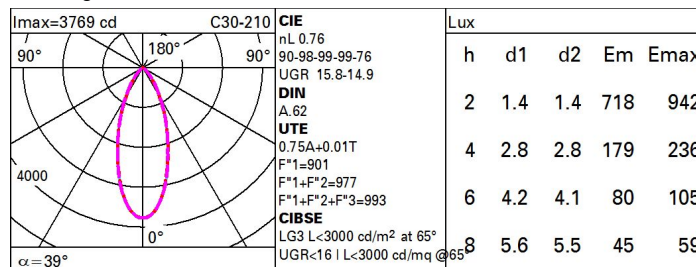 Imax=3769 cd C30-210
90° 180° 90°
4000
0°
α=39°
CIE
nL 0.76
90-98-99-99-76
UGR 15.8-14.9
DIN
A.62
UTE
0.75A+0.01T
F"1=901
F"1+F"2=977
F"1+F"2+F"3=993
CIBSE
LG3 L<3000 cd/m² at 65°
UGR<16 | L<3000 cd/mq @65°
Lux
h d1 d2 Em Emax
2 1.4 1.4 718 942
4 2.8 2.8 179 236
6 4.2 4.1 80 105
8 5.6 5.5 45 59